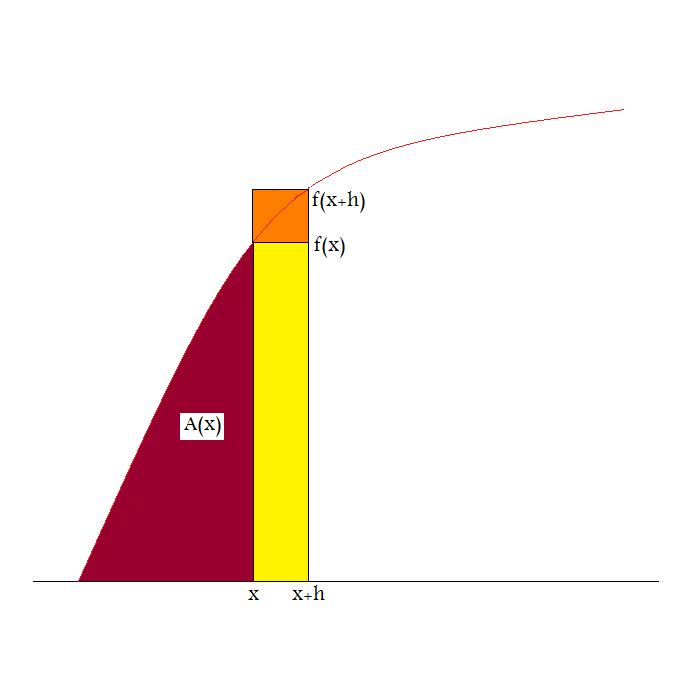 f(x+h)
f(x)
A(x)
x
x+h